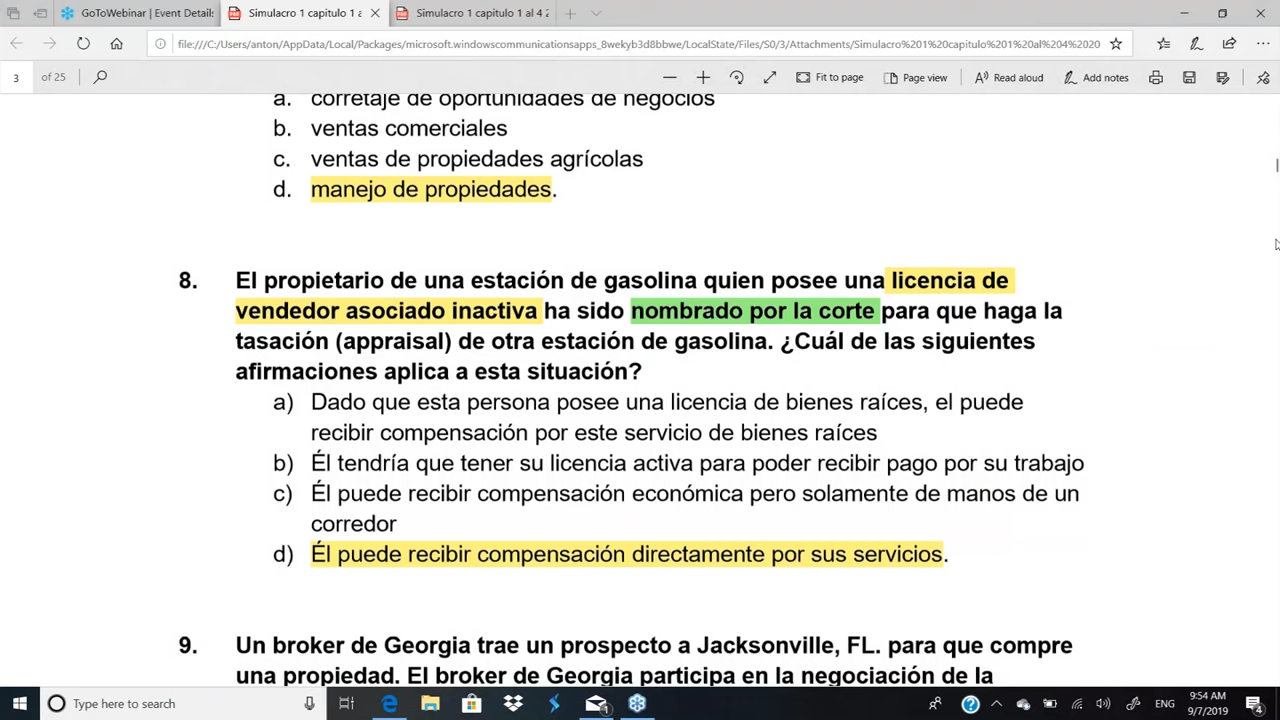 GoToWebinar | Event Details
Simulacro 1 capitulo 1 a
Simulacro 1 capitulo 1 al 4 2
file:///C:/Users/anton/AppData/Local/Packages/microsoft.windowscommunicationsapps_8wekyb3d8bbwe/LocalState/Files/S0/3/Attachments/Simulacro%201%20capitulo%201%20al%204%2020
3 of 25
Fit to page
Page view
Read aloud
Add notes
a. corretaje de oportunidades de negocios
b. ventas comerciales
c. ventas de propiedades agrícolas
d. manejo de propiedades.
8. El propietario de una estación de gasolina quien posee una licencia de
vendedor asociado inactiva ha sido nombrado por la corte para que haga la
tasación (appraisal) de otra estación de gasolina. ¿Cuál de las siguientes
afirmaciones aplica a esta situación?
a) Dado que esta persona posee una licencia de bienes raíces, el puede
recibir compensación por este servicio de bienes raíces
b) Él tendría que tener su licencia activa para poder recibir pago por su trabajo
c) Él puede recibir compensación económica pero solamente de manos de un
corredor
d) Él puede recibir compensación directamente por sus servicios.
9. Un broker de Georgia trae un prospecto a Jacksonville, FL. para que compre
una propiedad. El broker de Georgia participa en la negociación de la
Type here to search
ENG
9:54 AM
9/7/2019